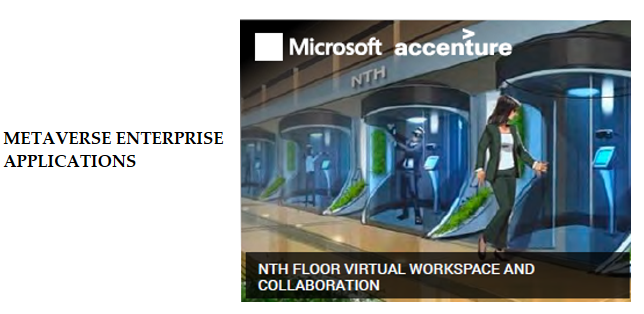 METAVERSE ENTERPRISE
APPLICATIONS
Microsoft accenture
NTH
NTH FLOOR VIRTUAL WORKSPACE AND
COLLABORATION